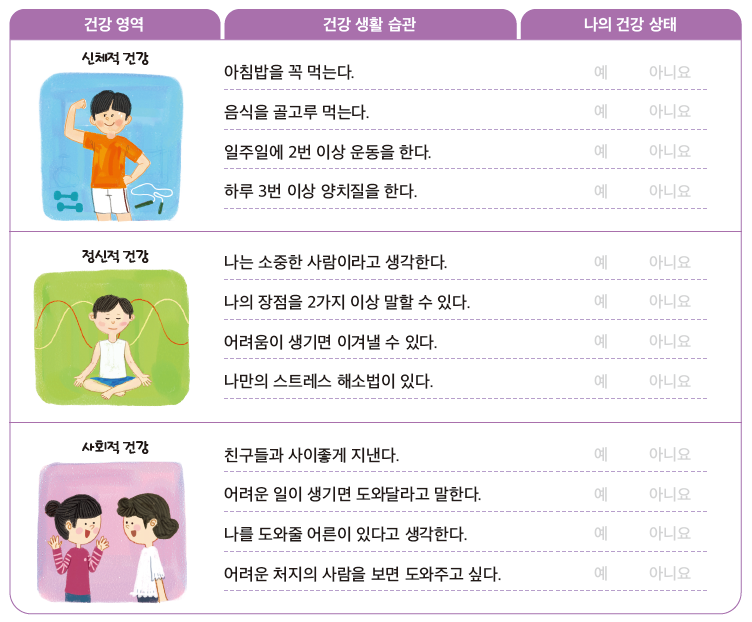 건강 영역 건강 생활 습관 나의 건강 상태
신체적 건강
아침밥을 꼭 먹는다. 예 아니요
음식을 골고루 먹는다. 예 아니요
일주일에 2번 이상 운동을 한다. 예 아니요
하루 3번 이상 양치질을 한다. 예 아니요
정신적 건강
나는 소중한 사람이라고 생각한다. 예 아니요
나의 장점을 2가지 이상 말할 수 있다. 예 아니요
어려움이 생기면 이겨낼 수 있다. 예 아니요
나만의 스트레스 해소법이 있다. 예 아니요
사회적 건강
친구들과 사이좋게 지낸다. 예 아니요
어려운 일이 생기면 도와달라고 말한다. 예 아니요
나를 도와줄 어른이 있다고 생각한다. 예 아니요
어려운 처지의 사람을 보면 도와주고 싶다. 예 아니요